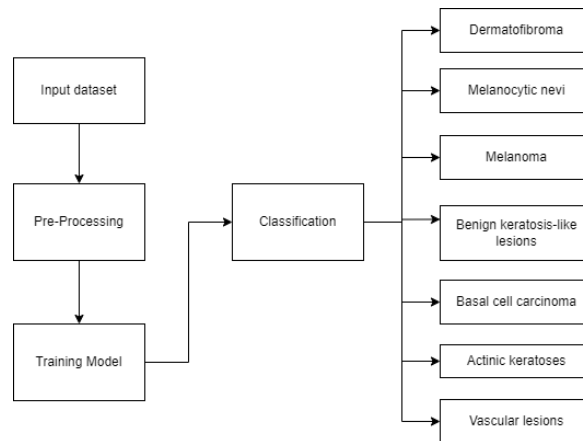 Input dataset
Pre-Processing
Training Model
Classification
Dermatofibroma
Melanocytic nevi
Melanoma
Benign keratosis-like
lesions
Basal cell carcinoma
Actinic keratoses
Vascular lesions